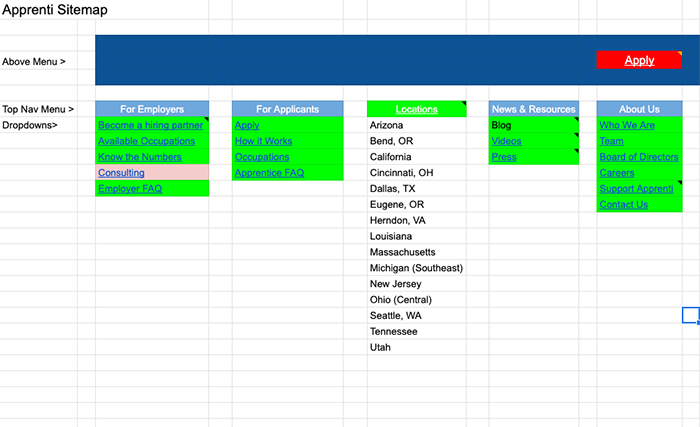 Apprenti Sitemap
Above Menu >
Apply
Top Nav Menu > For Employers For Applicants Locations News & Resources About Us
Dropdowns> Become a hiring partner Apply Arizona Blog Who We Are
Available Occupations How it Works Bend, OR Videos Team
Know the Numbers Occupations California Press Board of Directors
Consulting Apprentice FAQ Cincinnati, OH Careers
Employer FAQ Dallas, TX Support Apprenti
Eugene, OR Contact Us
Herndon, VA
Louisiana
Massachusetts
Michigan (Southeast)
New Jersey
Ohio (Central)
Seattle, WA
Tennessee
Utah